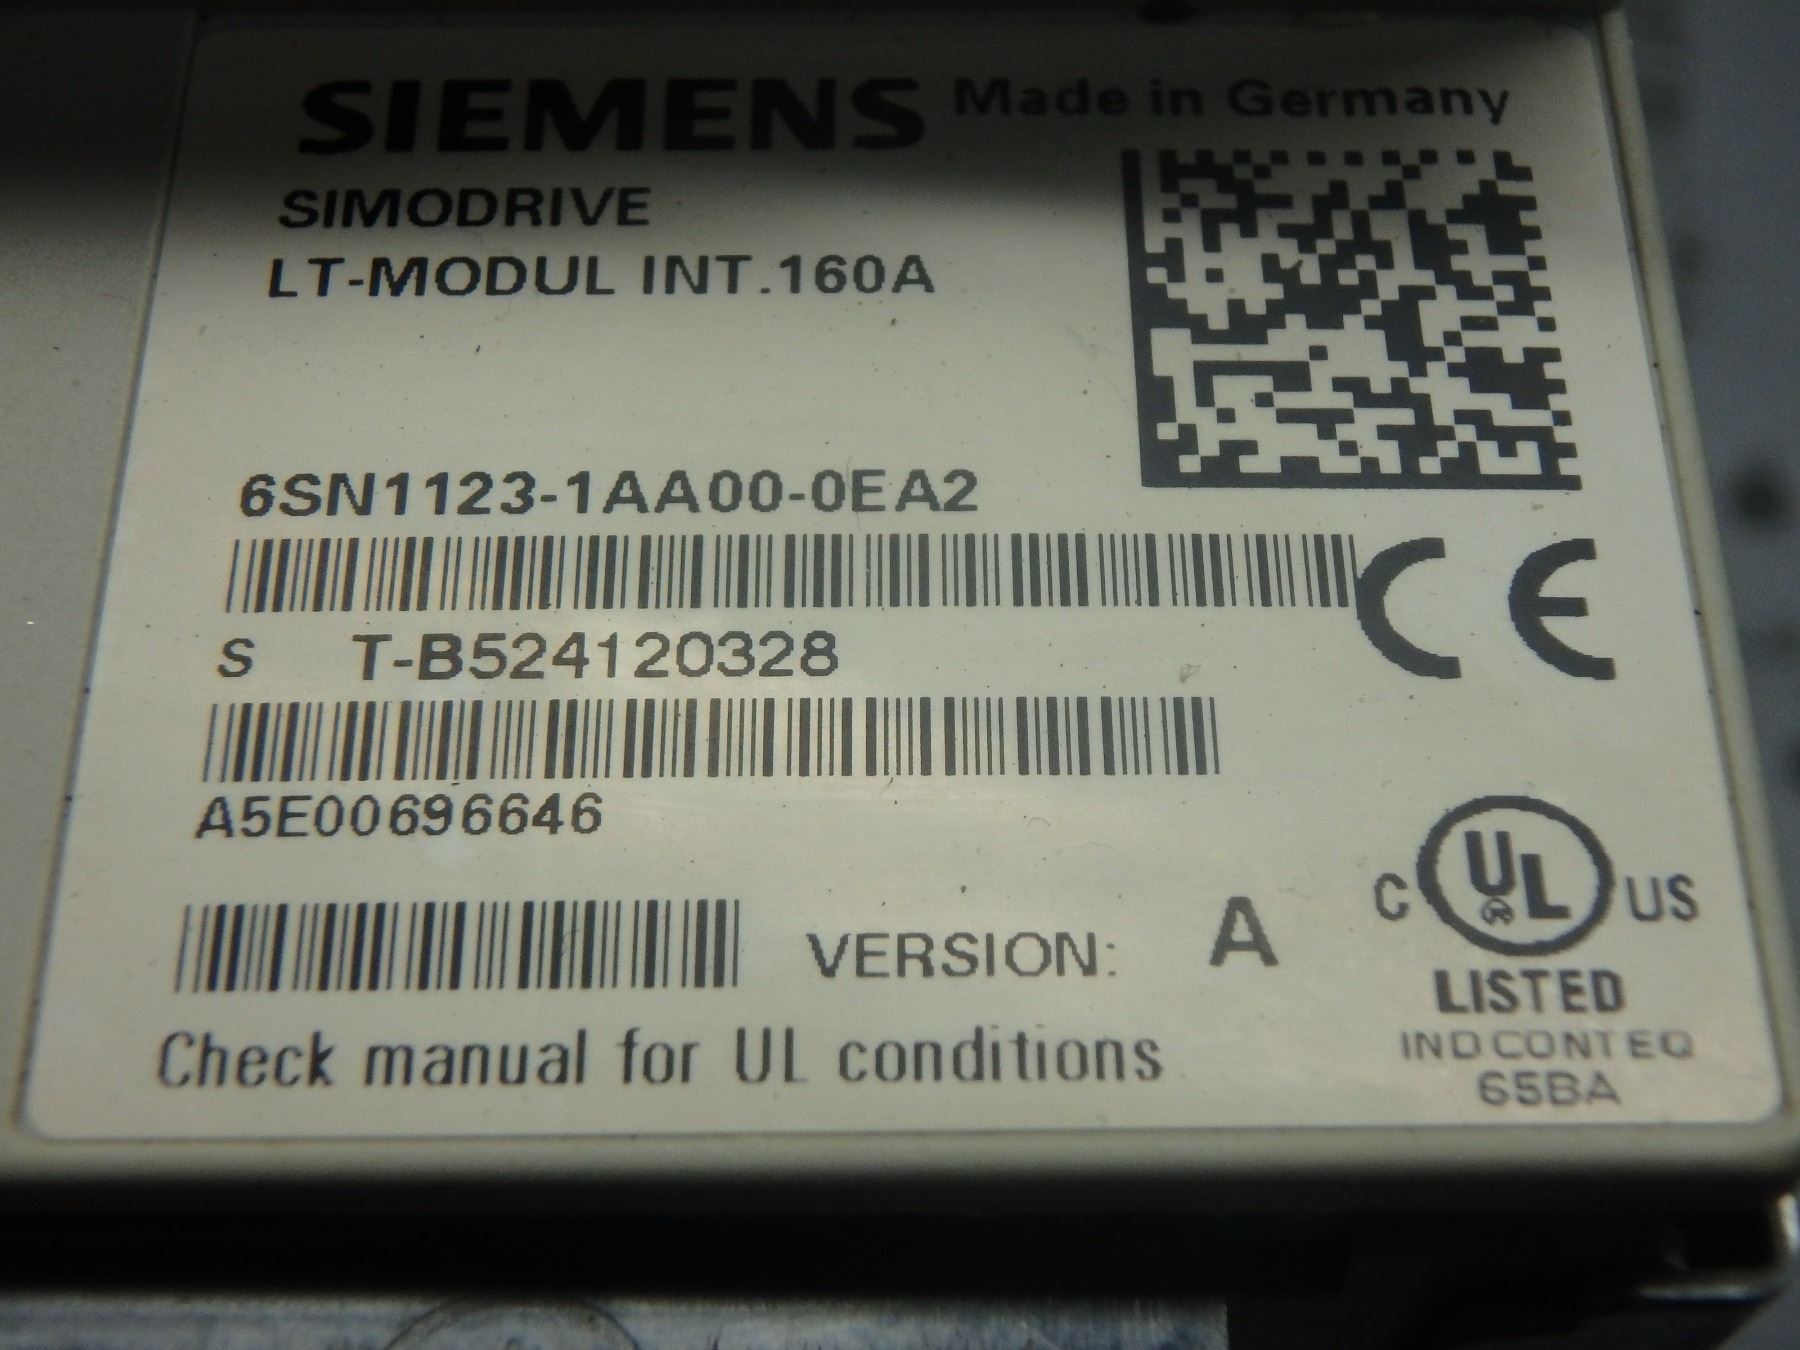 SIEMENS Made in Germany
SIMODRIVE
LT-MODUL INT.160A
6SN1123-1AA00-0EA2
S T-B524120328
A5E00696646
VERSION: A
C UL US
LISTED
IND CONT EQ
65BA
Check manual for UL conditions